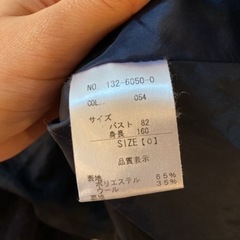 NO 132-6050-0
COL. 054
サイズ
バスト 82
身長 160
SIZE【0】
品質表示
表地
ポリエステル 65%
ウール 35%